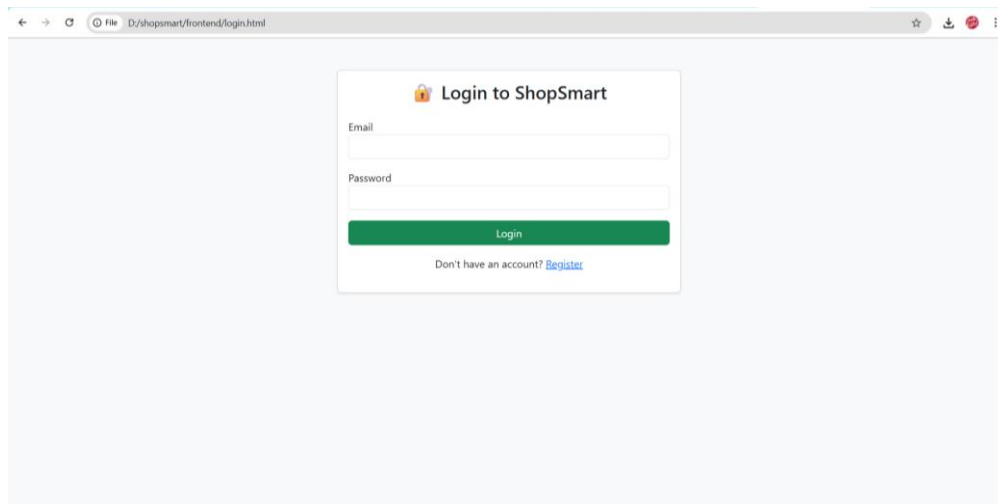 File D:/shopsmart/frontend/login.html
🔐 Login to ShopSmart
Email
Password
Login
Don't have an account? Register